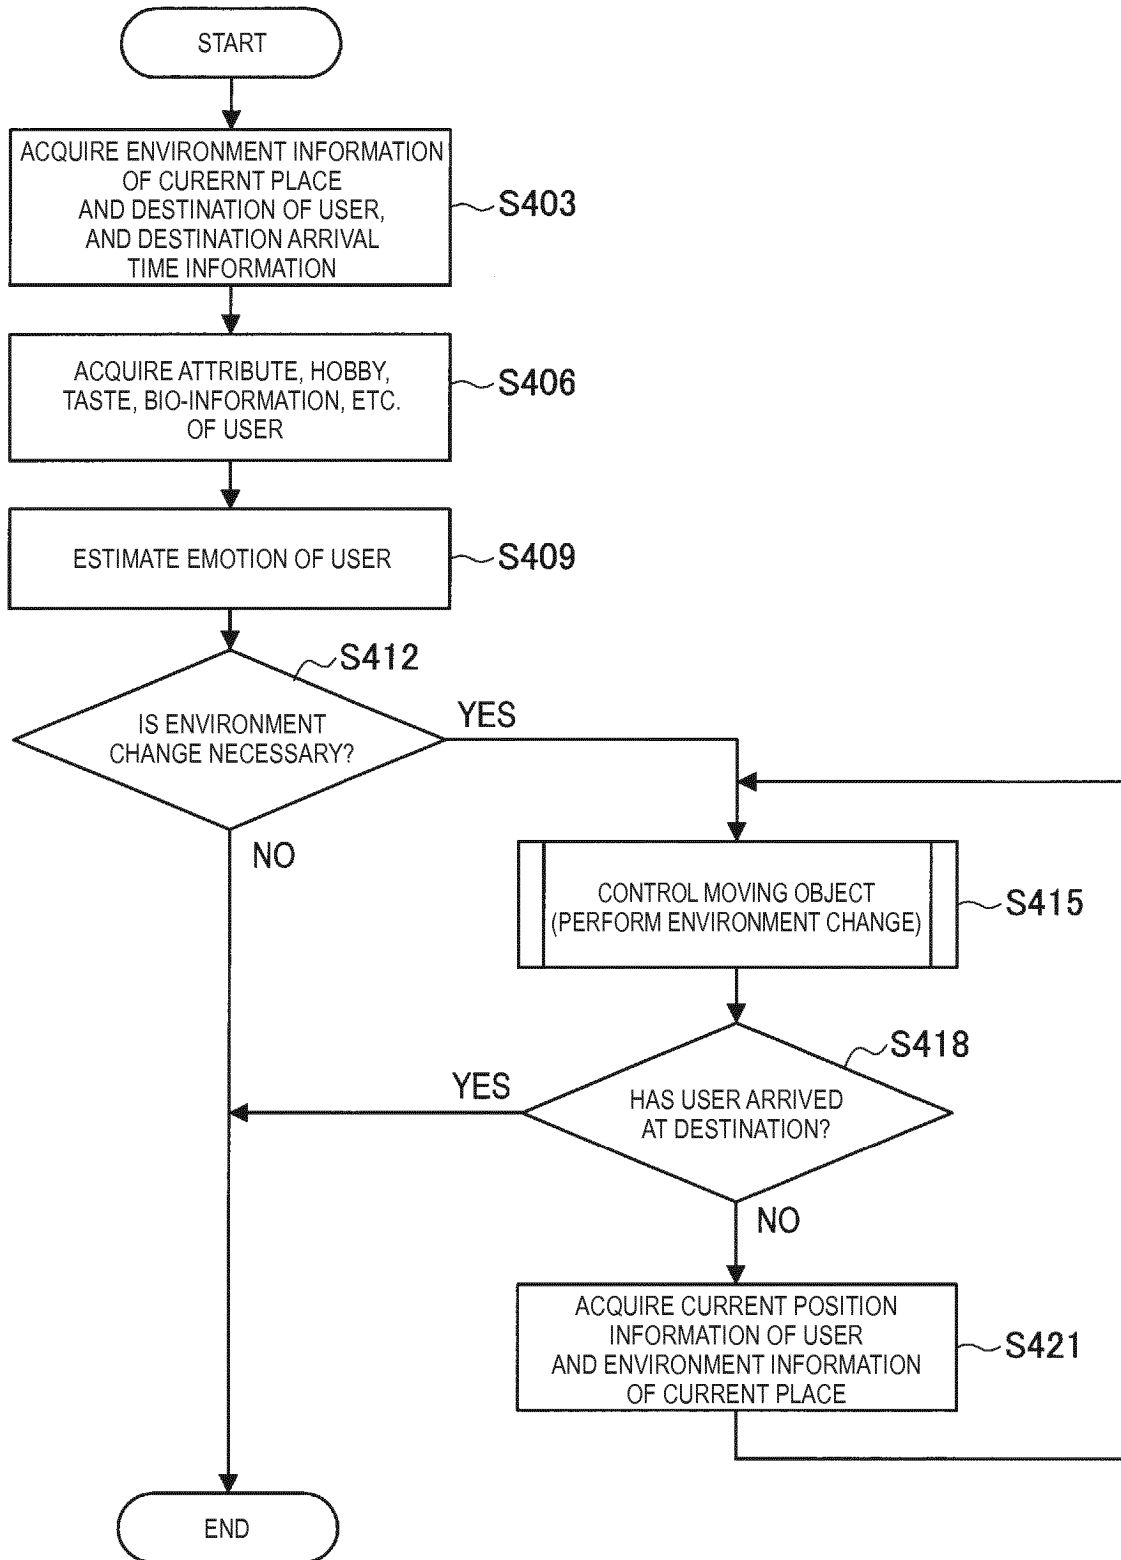 START
ACQUIRE ENVIRONMENT INFORMATION
OF CURERNT PLACE
AND DESTINATION OF USER,
AND DESTINATION ARRIVAL
TIME INFORMATION
S403
ACQUIRE ATTRIBUTE, HOBBY,
TASTE, BIO-INFORMATION, ETC.
OF USER
S406
ESTIMATE EMOTION OF USER
S409
S412
IS ENVIRONMENT
CHANGE NECESSARY?
YES
NO
CONTROL MOVING OBJECT
(PERFORM ENVIRONMENT CHANGE)
S415
S418
HAS USER ARRIVED
AT DESTINATION?
YES
NO
ACQUIRE CURRENT POSITION
INFORMATION OF USER
AND ENVIRONMENT INFORMATION
OF CURRENT PLACE
S421
END